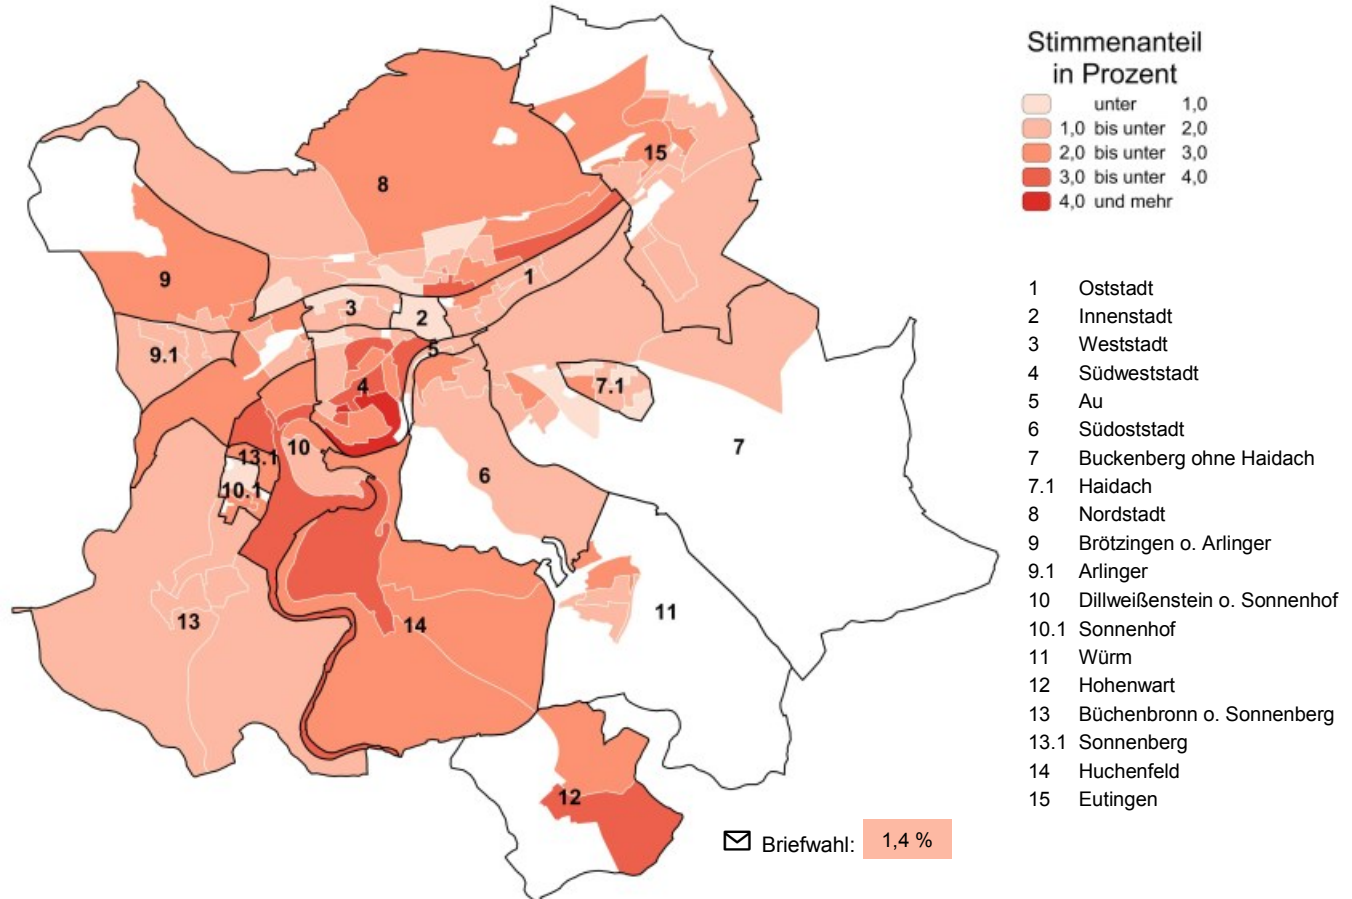 Stimmenanteil
in Prozent
unter 1,0
1,0 bis unter 2,0
2,0 bis unter 3,0
3,0 bis unter 4,0
4,0 und mehr
1 Oststadt
2 Innenstadt
3 Weststadt
4 Südweststadt
5 Au
6 Südoststadt
7 Buckenberg ohne Haidach
7.1 Haidach
8 Nordstadt
9 Brötzingen o. Arlinger
9.1 Arlinger
10 Dillweißenstein o. Sonnenhof
10.1 Sonnenhof
11 Würm
12 Hohenwart
13 Büchenbronn o. Sonnenberg
13.1 Sonnenberg
14 Huchenfeld
15 Eutingen
15
8
9
1
3
2
5
9.1
4
7.1
10
7
13.1
6
10.1
11
13
14
12
Briefwahl: 1,4 %